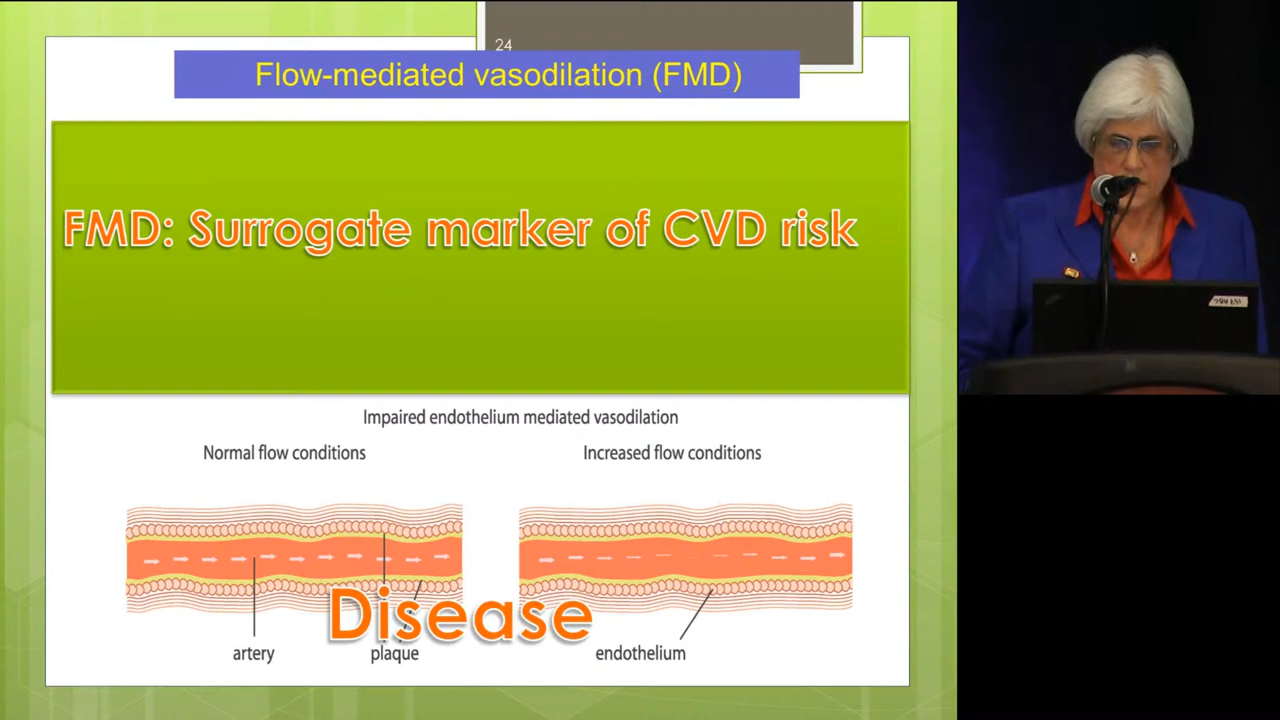 24
Flow-mediated vasodilation (FMD)
FMD: Surrogate marker of CVD risk
Impaired endothelium mediated vasodilation
Normal flow conditions
Increased flow conditions
Disease
artery
plaque
endothelium